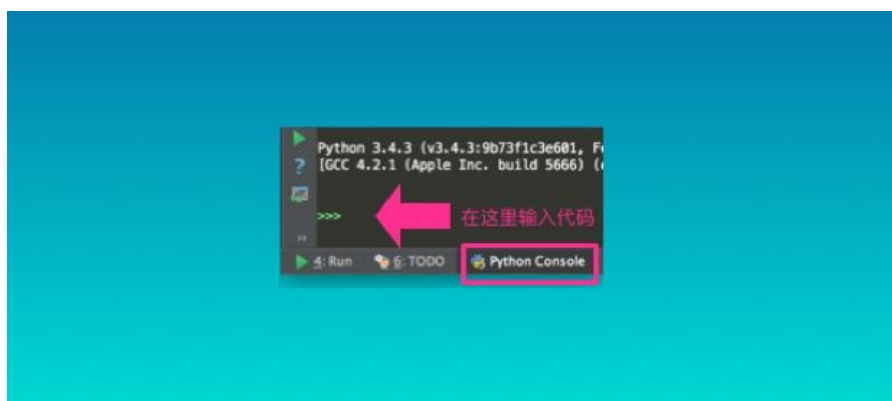 Python 3.4.3 (v3.4.3:9b73f1c3e601, Fe
[GCC 4.2.1 (Apple Inc. build 5666) (
>>> 在这里输入代码
4: Run 6: TODO Python Console